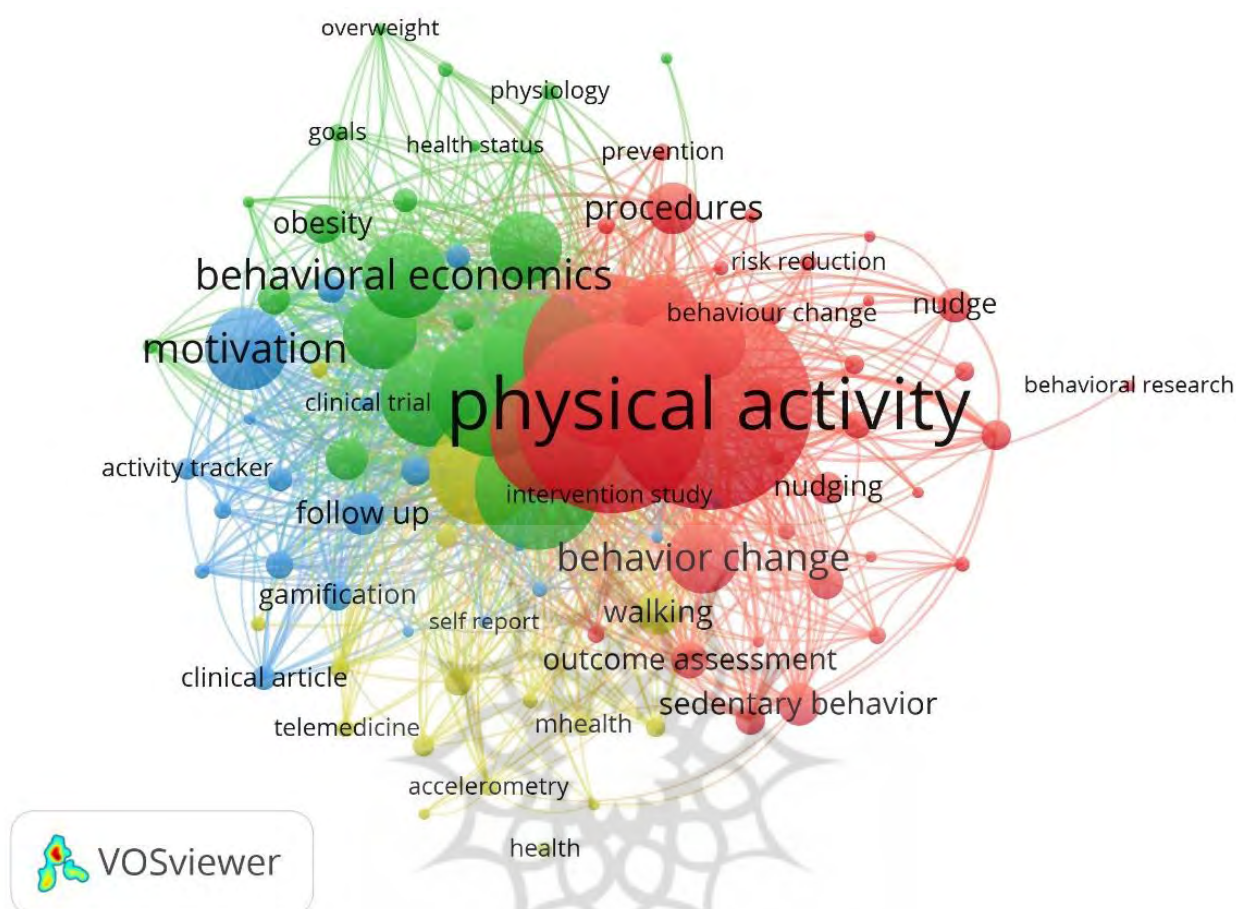 overweight
physiology
goals
health status
prevention
procedures
obesity
risk reduction
behavioral economics
nudge
behaviour change
motivation
behavioral research
clinical trial
physical activity
activity tracker
intervention study
nudging
follow up
behavior change
gamification
walking
self report
outcome assessment
clinical article
sedentary behavior
telemedicine
mhealth
accelerometry
health
VOSviewer